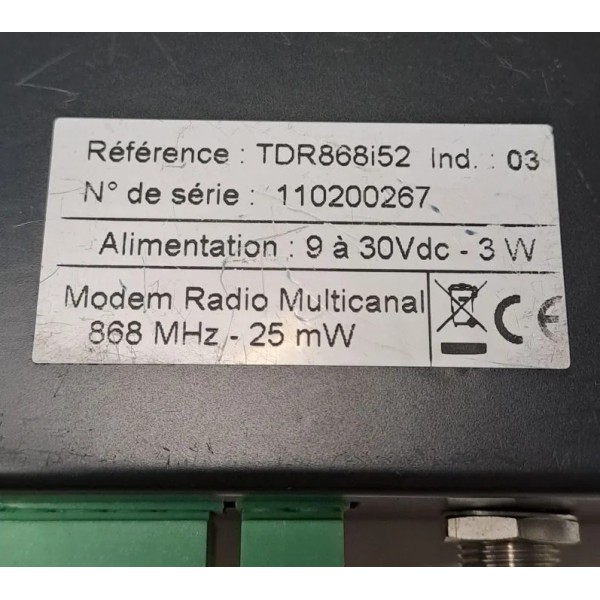 Référence : TDR868i52 Ind. : 03
N° de série : 110200267
Alimentation : 9 à 30Vdc - 3 W
Modem Radio Multicanal
868 MHz - 25 mW
CE